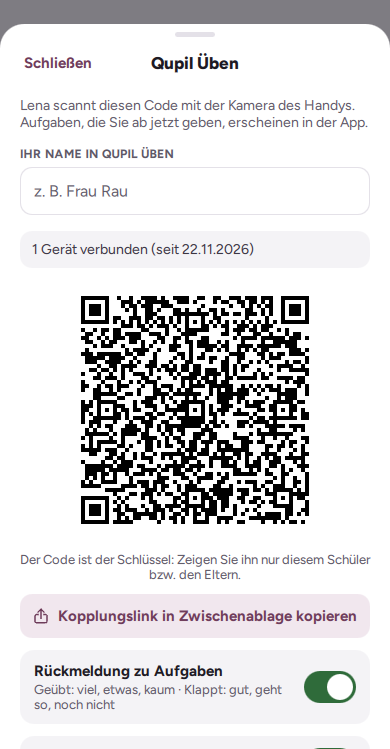 Schließen
Qupil Üben
Lena scannt diesen Code mit der Kamera des Handys.
Aufgaben, die Sie ab jetzt geben, erscheinen in der App.
IHR NAME IN QUPIL ÜBEN
z. B. Frau Rau
1 Gerät verbunden (seit 22.11.2026)
Der Code ist der Schlüssel: Zeigen Sie ihn nur diesem Schüler
bzw. den Eltern.
Kopplungslink in Zwischenablage kopieren
Rückmeldung zu Aufgaben
Geübt: viel, etwas, kaum · Klappt: gut, geht
so, noch nicht